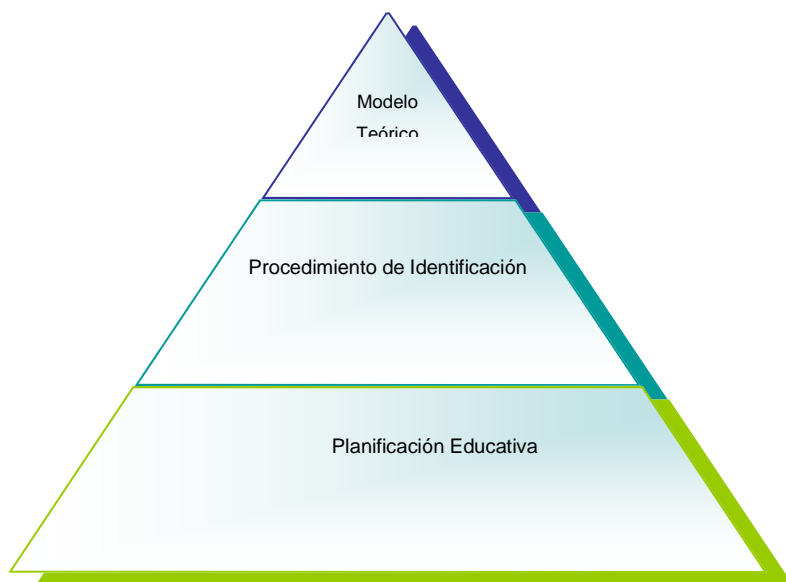 Modelo
Teórico
Procedimiento de Identificación
Planificación Educativa